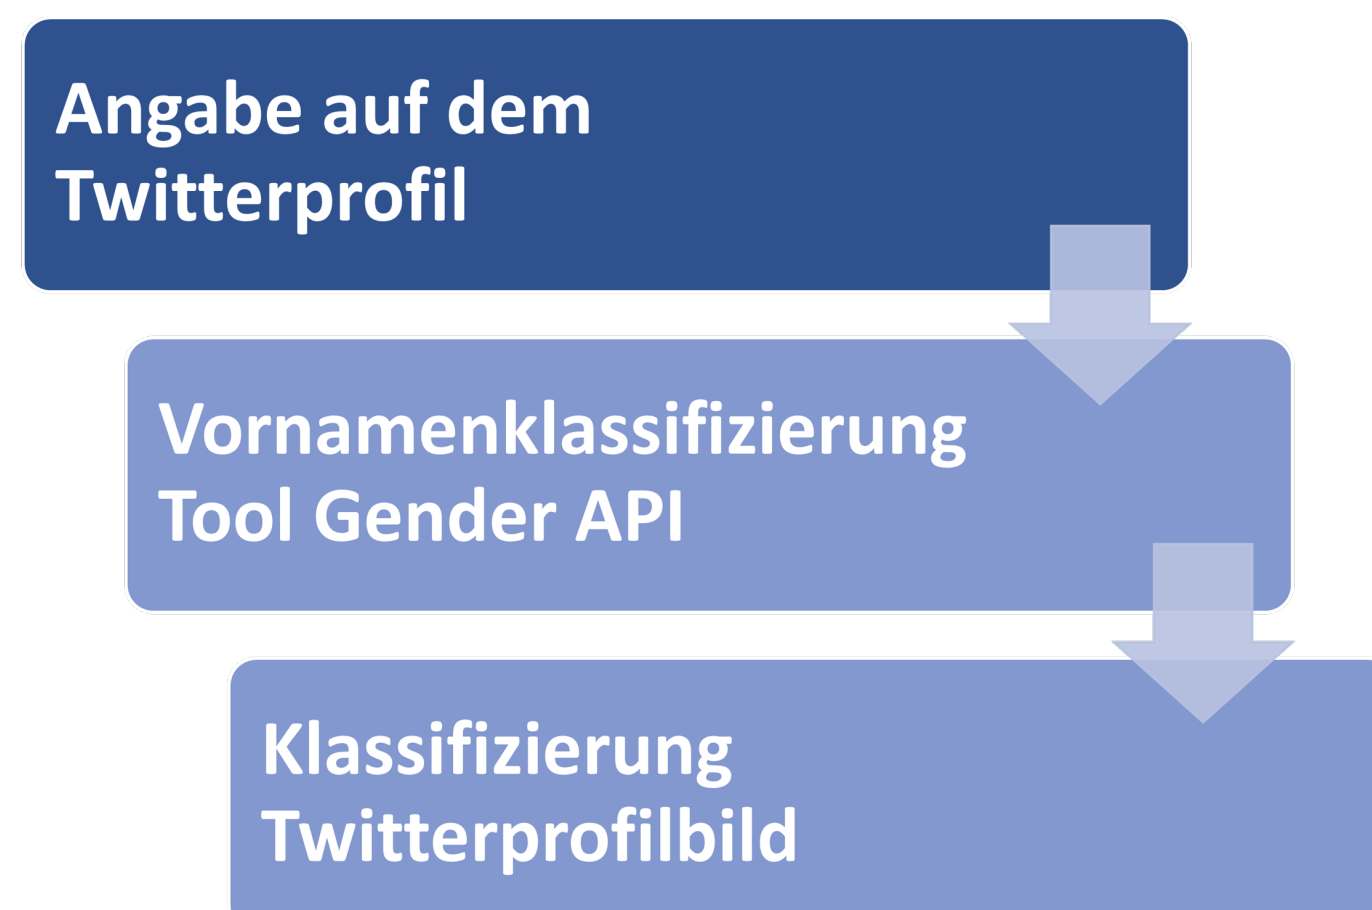 Angabe auf dem
Twitterprofil
Vornamenklassifizierung
Tool Gender API
Klassifizierung
Twitterprofilbild